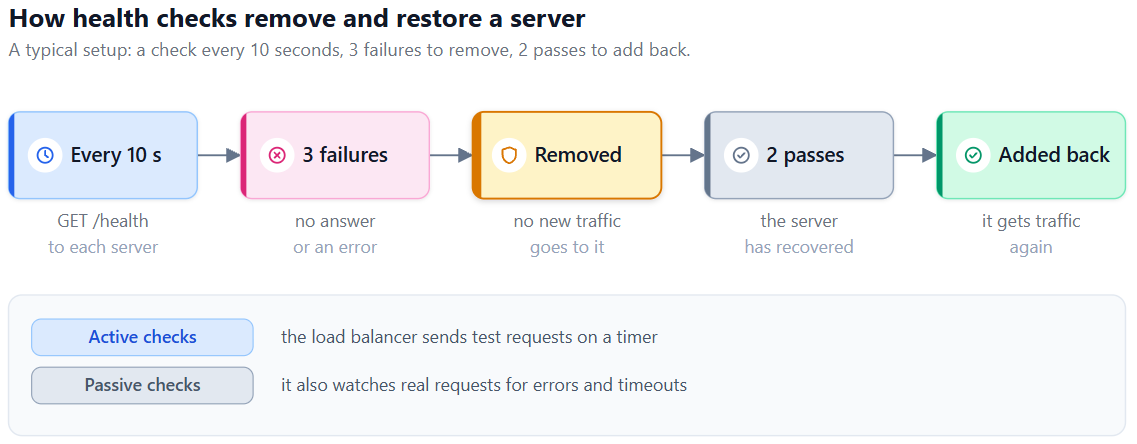 How health checks remove and restore a server
A typical setup: a check every 10 seconds, 3 failures to remove, 2 passes to add back.
Every 10 s
GET /health
to each server
3 failures
no answer
or an error
Removed
no new traffic
goes to it
2 passes
the server
has recovered
Added back
it gets traffic
again
Active checks
the load balancer sends test requests on a timer
Passive checks
it also watches real requests for errors and timeouts